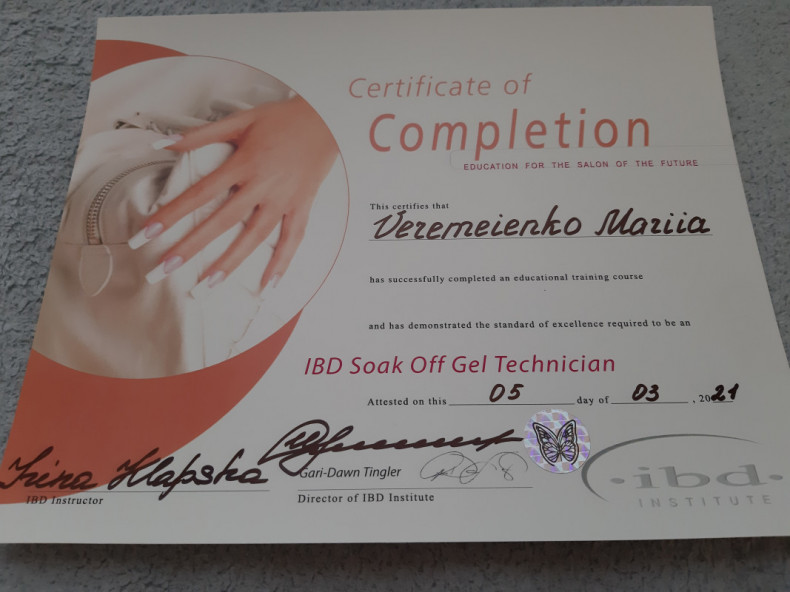 Certificate of
Completion
EDUCATION FOR THE SALON OF THE FUTURE
This certifies that
Veremeienko Mariia
has successfully completed an educational training course
and has demonstrated the standard of excellence required to be an
IBD Soak Off Gel Technician
Attested on this 05 day of 03, 2021
Irina Hlapska
IBD Instructor
Gari-Dawn Tingler
Director of IBD Institute
·ibd·
INSTITUTE